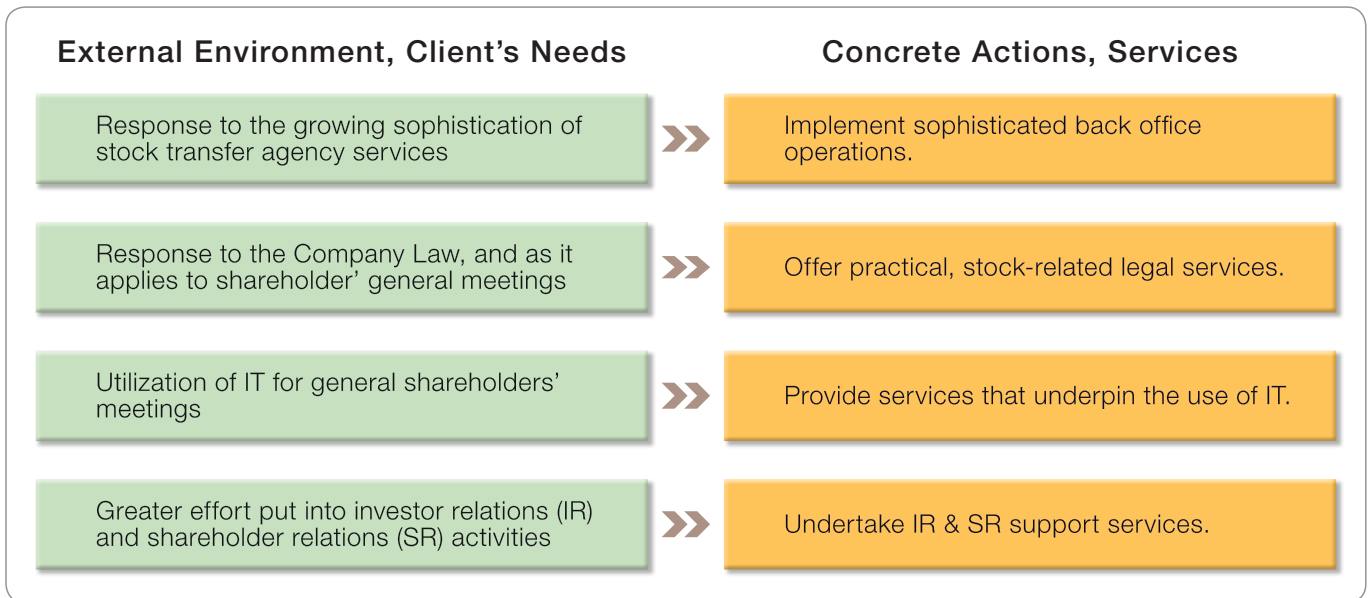 External Environment, Client’s Needs
Concrete Actions, Services
Response to the growing sophistication of
stock transfer agency services
Implement sophisticated back office
operations.
Response to the Company Law, and as it
applies to shareholder’ general meetings
Offer practical, stock-related legal services.
Utilization of IT for general shareholders’
meetings
Provide services that underpin the use of IT.
Greater effort put into investor relations (IR)
and shareholder relations (SR) activities
Undertake IR & SR support services.